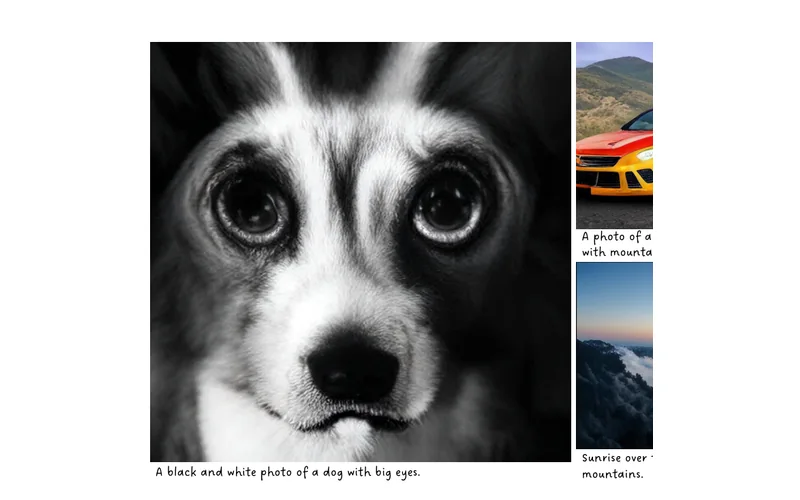 A photo of a
with mounta
Sunrise over
mountains.
A black and white photo of a dog with big eyes.